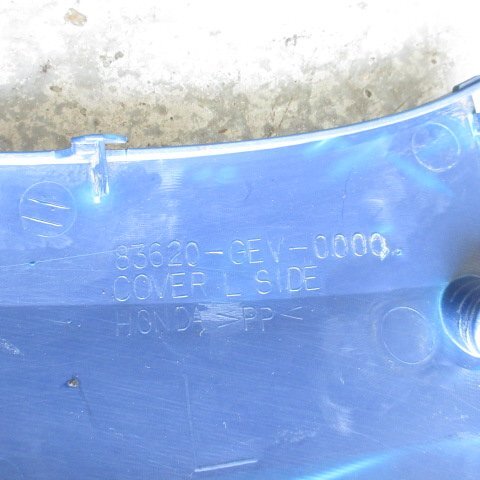 83620-GEV-0000
COVER L SIDE
HONDA >PP<